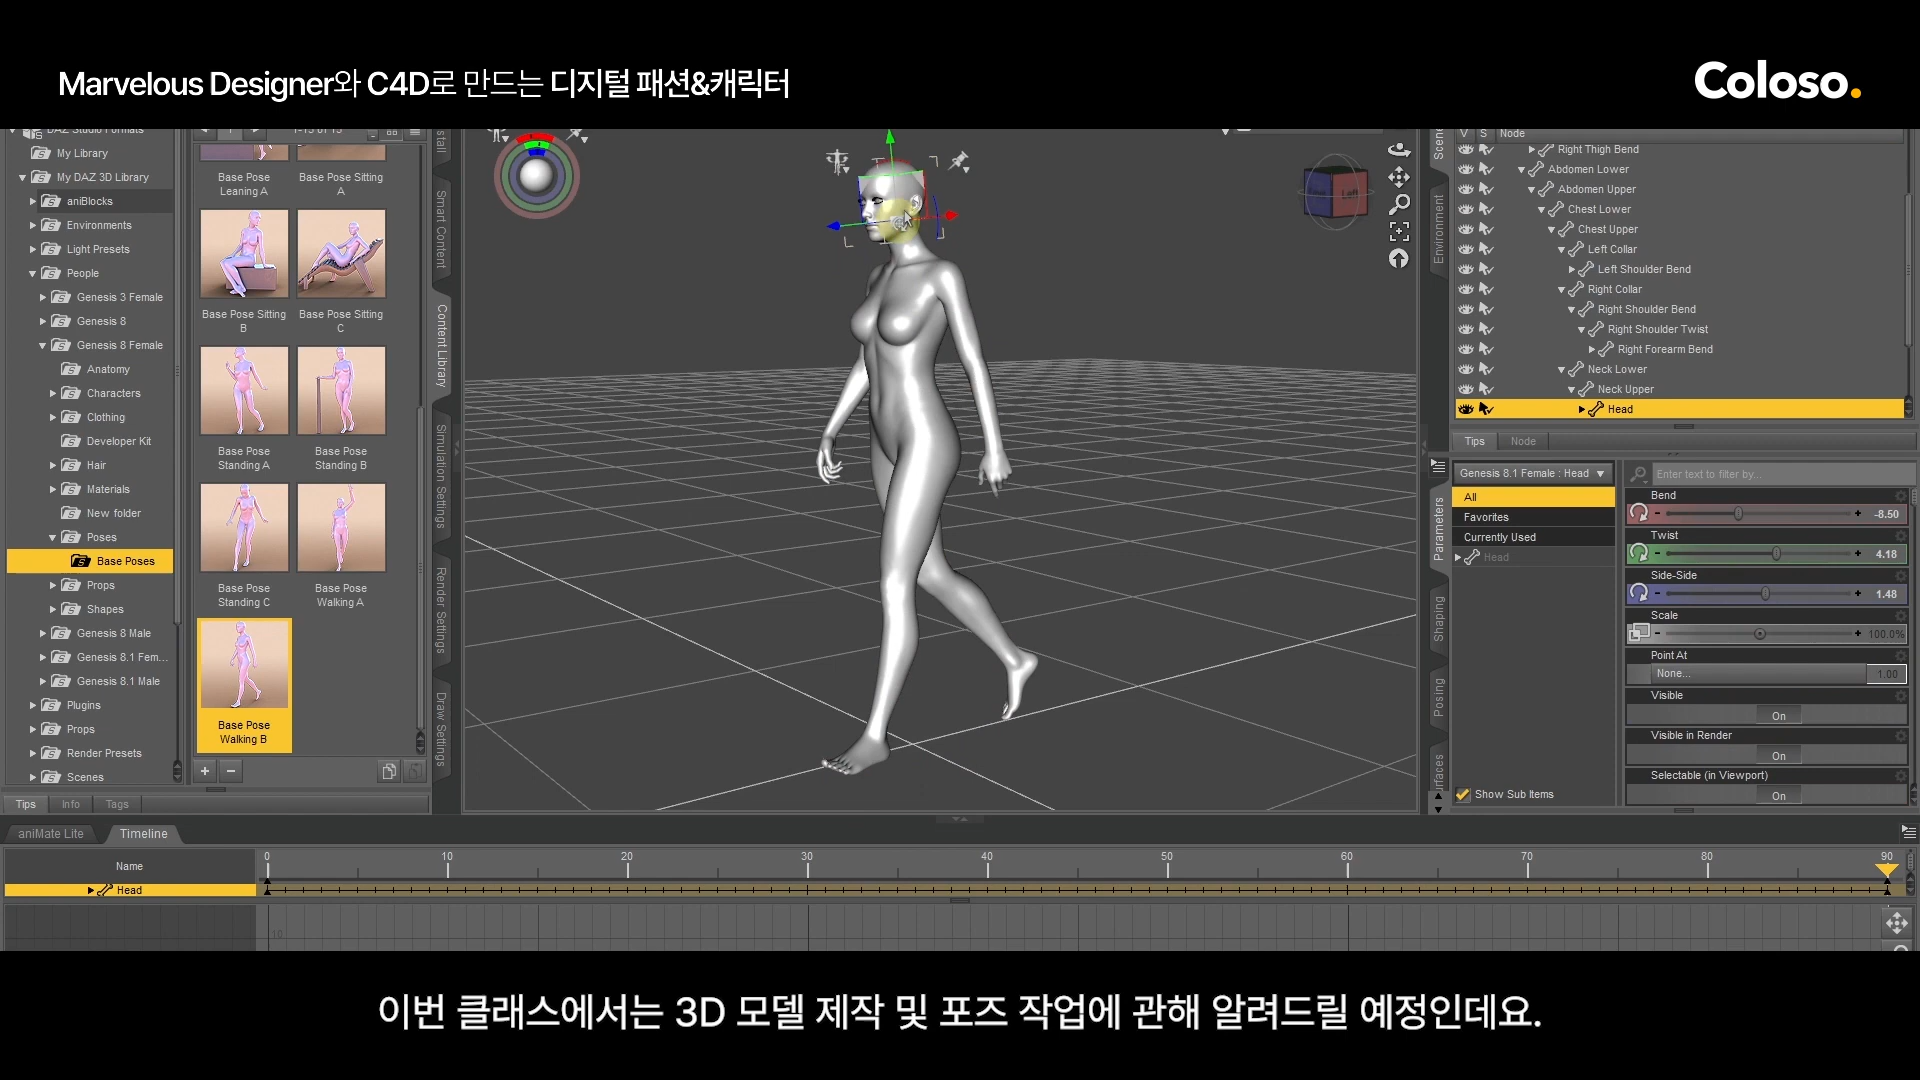 Marvelous Designer와 C4D로 만드는 디지털 패션&캐릭터
Coloso.
DAZ Studio Formats
My Library
My DAZ 3D Library
aniBlocks
Environments
Light Presets
People
Genesis 3 Female
Genesis 8
Genesis 8 Female
Anatomy
Characters
Clothing
Developer Kit
Hair
Materials
New folder
Poses
Base Poses
Props
Shapes
Genesis 8 Male
Genesis 8.1 Fem...
Genesis 8.1 Male
Plugins
Props
Render Presets
Scenes
Tips
Info
Tags
Base Pose
Leaning A
Base Pose Sitting
A
Base Pose Sitting
B
Base Pose Sitting
C
Base Pose
Standing A
Base Pose
Standing B
Base Pose
Standing C
Base Pose
Walking A
Base Pose
Walking B
Smart Content
Content Library
Simulation Settings
Render Settings
Draw Settings
Left
Environment
V S Node
Right Thigh Bend
Abdomen Lower
Abdomen Upper
Chest Lower
Chest Upper
Left Collar
Left Shoulder Bend
Right Collar
Right Shoulder Bend
Right Shoulder Twist
Right Forearm Bend
Neck Lower
Neck Upper
Head
Tips
Node
Parameters
Shaping
Posing
Genesis 8.1 Female : Head
All
Favorites
Currently Used
Head
Show Sub Items
Enter text to filter by...
Bend
-8.50
Twist
4.18
Side-Side
1.48
Scale
100.0%
Point At
None...
1.00
Visible
On
Visible in Render
On
Selectable (in Viewport)
On
aniMate Lite
Timeline
Name
Head
0 10 20 30 40 50 60 70 80 90
10
이번 클래스에서는 3D 모델 제작 및 포즈 작업에 관해 알려드릴 예정인데요.